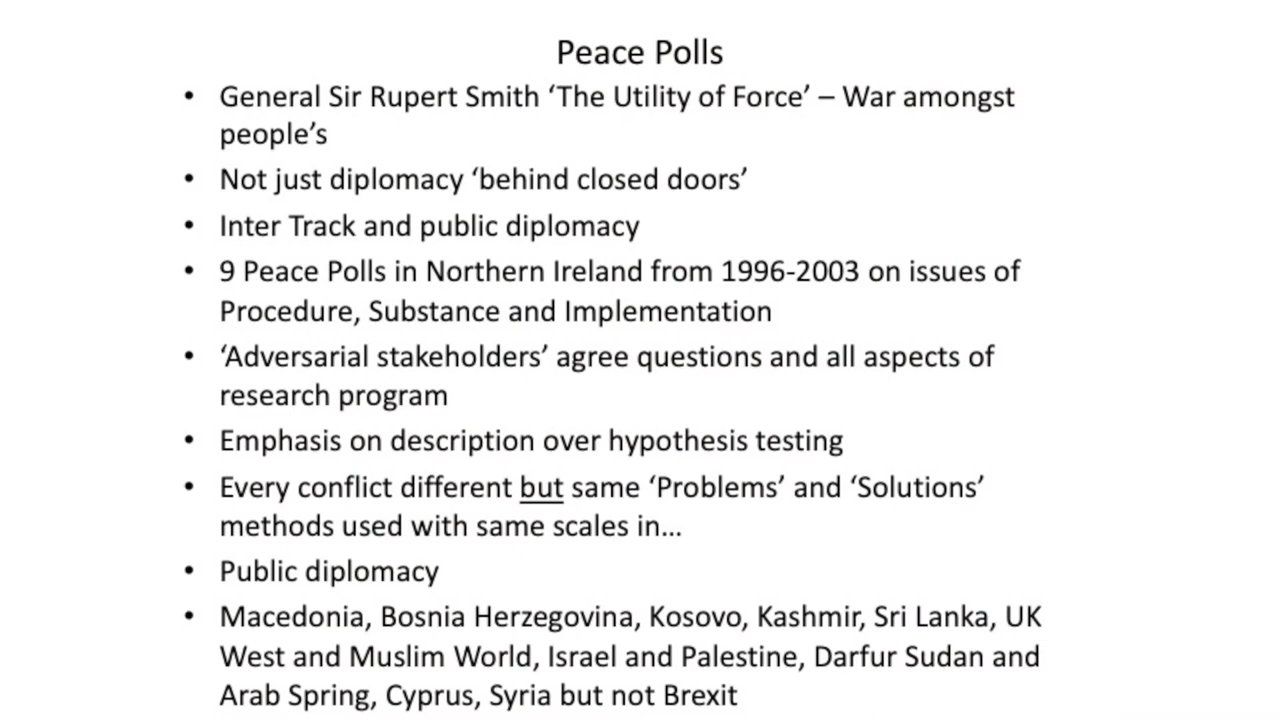 Peace Polls
• General Sir Rupert Smith ‘The Utility of Force’ – War amongst
people’s
• Not just diplomacy ‘behind closed doors’
• Inter Track and public diplomacy
• 9 Peace Polls in Northern Ireland from 1996-2003 on issues of
Procedure, Substance and Implementation
• ‘Adversarial stakeholders’ agree questions and all aspects of
research program
• Emphasis on description over hypothesis testing
• Every conflict different but same ‘Problems’ and ‘Solutions’
methods used with same scales in…
• Public diplomacy
• Macedonia, Bosnia Herzegovina, Kosovo, Kashmir, Sri Lanka, UK
West and Muslim World, Israel and Palestine, Darfur Sudan and
Arab Spring, Cyprus, Syria but not Brexit